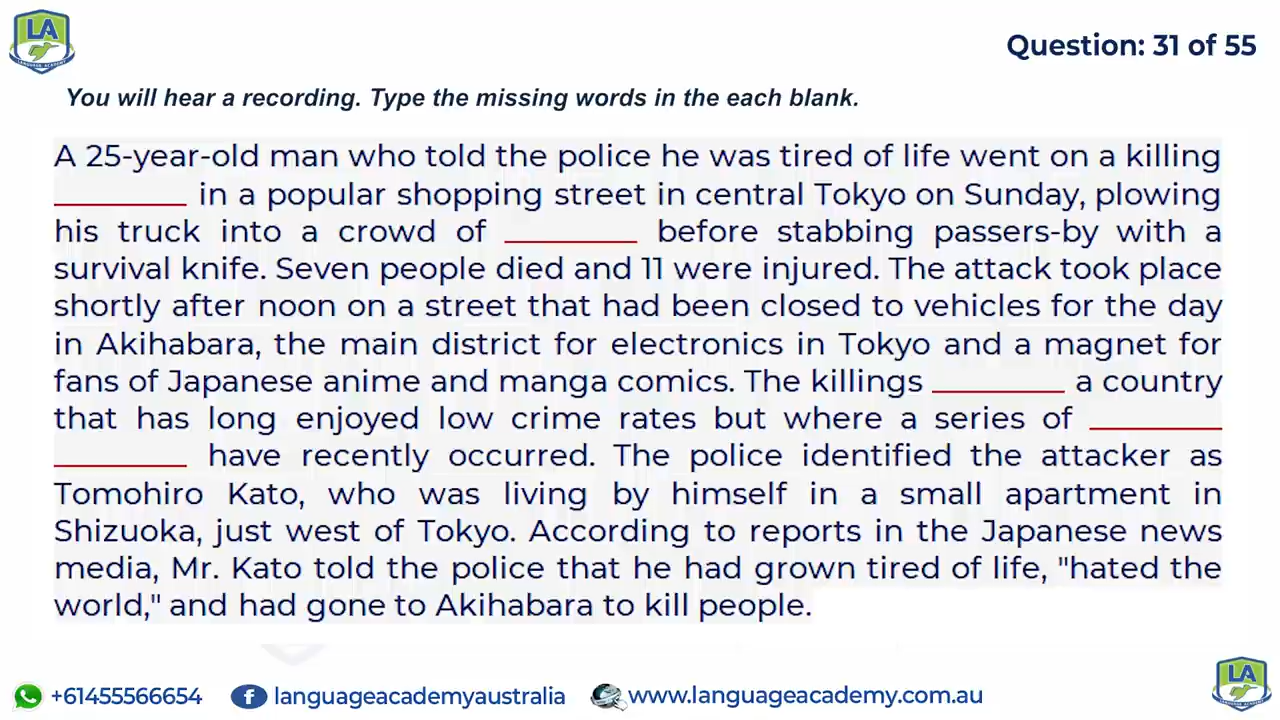 LA
LANGUAGE ACADEMY
Question: 31 of 55
You will hear a recording. Type the missing words in the each blank.
A 25-year-old man who told the police he was tired of life went on a killing
________ in a popular shopping street in central Tokyo on Sunday, plowing
his truck into a crowd of ________ before stabbing passers-by with a
survival knife. Seven people died and 11 were injured. The attack took place
shortly after noon on a street that had been closed to vehicles for the day
in Akihabara, the main district for electronics in Tokyo and a magnet for
fans of Japanese anime and manga comics. The killings ________ a country
that has long enjoyed low crime rates but where a series of ________
________ have recently occurred. The police identified the attacker as
Tomohiro Kato, who was living by himself in a small apartment in
Shizuoka, just west of Tokyo. According to reports in the Japanese news
media, Mr. Kato told the police that he had grown tired of life, "hated the
world," and had gone to Akihabara to kill people.
+61455566654
languageacademyaustralia
www.languageacademy.com.au
LA